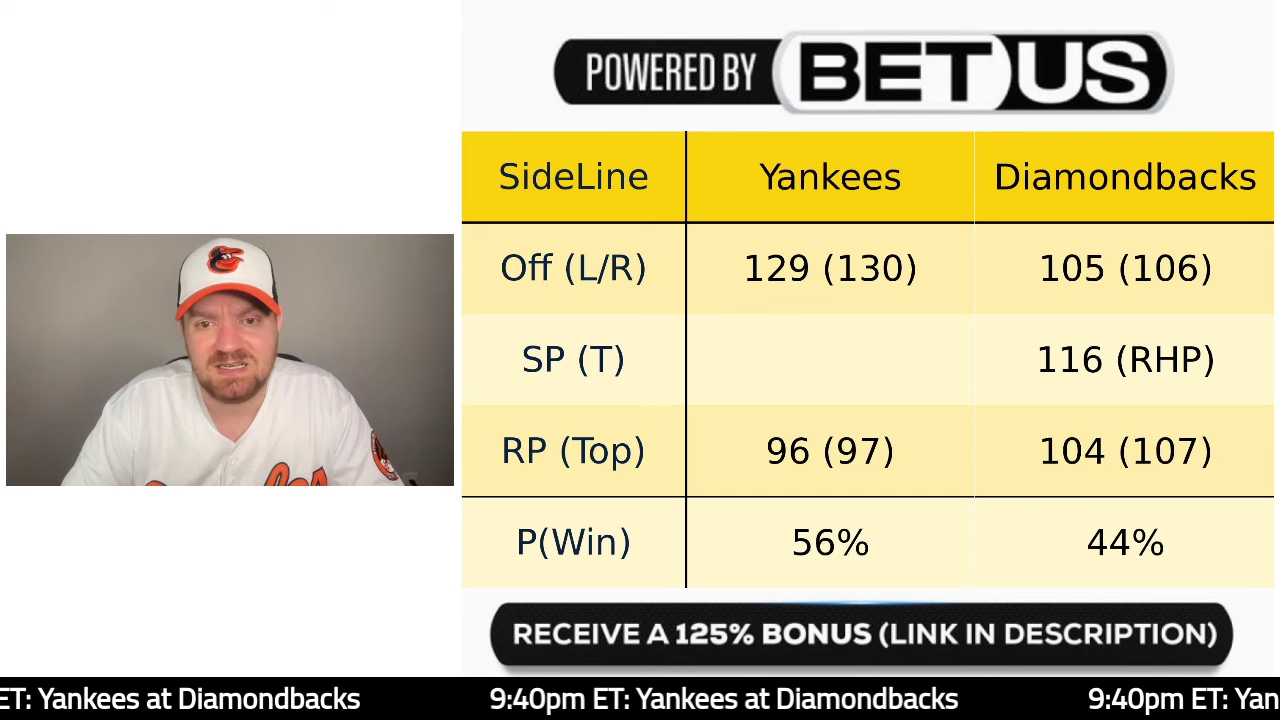 POWERED BY BETUS
SideLine Yankees Diamondbacks
Off (L/R) 129 (130) 105 (106)
SP (T) 116 (RHP)
RP (Top) 96 (97) 104 (107)
P(Win) 56% 44%
RECEIVE A 125% BONUS (LINK IN DESCRIPTION)
ET: Yankees at Diamondbacks 9:40pm ET: Yankees at Diamondbacks 9:40pm ET: Yan